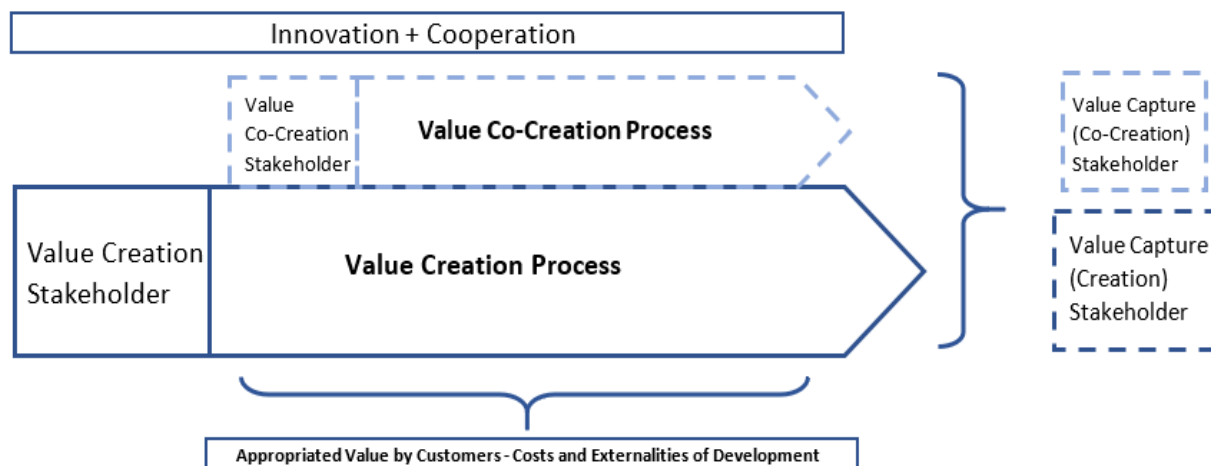 Innovation + Cooperation
Value
Co-Creation
Stakeholder
Value Co-Creation Process
Value Capture
(Co-Creation)
Stakeholder
Value Creation
Stakeholder
Value Creation Process
Value Capture
(Creation)
Stakeholder
Appropriated Value by Customers - Costs and Externalities of Development